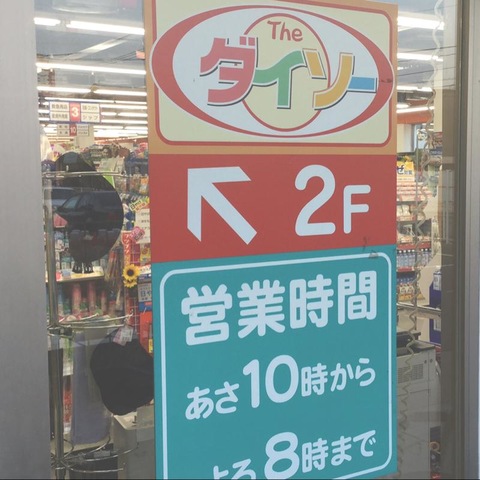 The
ダイソー
2F
営業時間
あさ10時から
よる8時まで